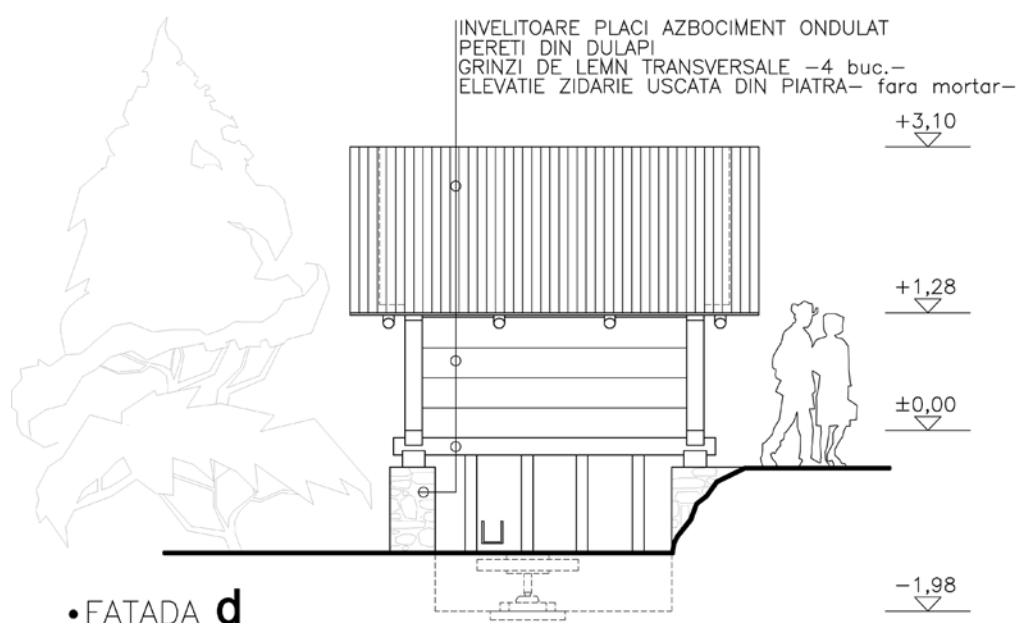 INVELITOARE PLACI AZBOCIMENT ONDULAT
PERETI DIN DULAPI
GRINZI DE LEMN TRANSVERSALE -4 buc.-
ELEVATIE ZIDARIE USCATA DIN PIATRA- fara mortar-
+3,10
+1,28
±0,00
-1,98
•FATADA d